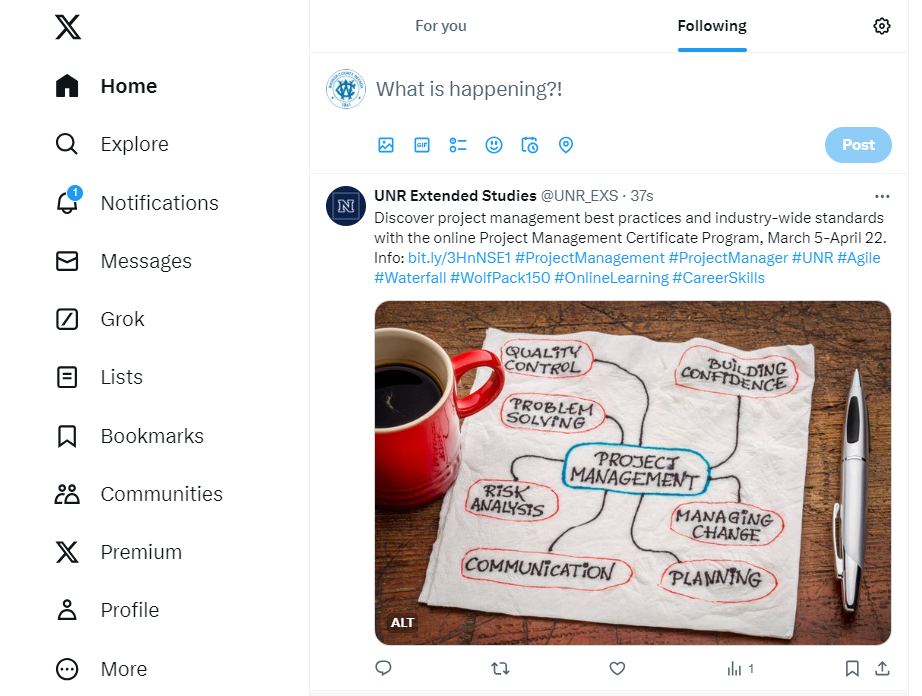 For you
Following
Home
What is happening?!
Explore
GIF
Post
1
Notifications
UNR Extended Studies @UNR_EXS · 37s
Discover project management best practices and industry-wide standards
with the online Project Management Certificate Program, March 5-April 22.
Info: bit.ly/3HnNSE1 #ProjectManagement #ProjectManager #UNR #Agile
#Waterfall #WolfPack150 #OnlineLearning #CareerSkills
Messages
Grok
Lists
Bookmarks
Communities
Premium
Profile
More
QUALITY
CONTROL
BUILDING
CONFIDENCE
PROBLEM
SOLVING
PROJECT
MANAGEMENT
RISK
ANALYSIS
MANAGING
CHANGE
COMMUNICATION
PLANNING
ALT
1